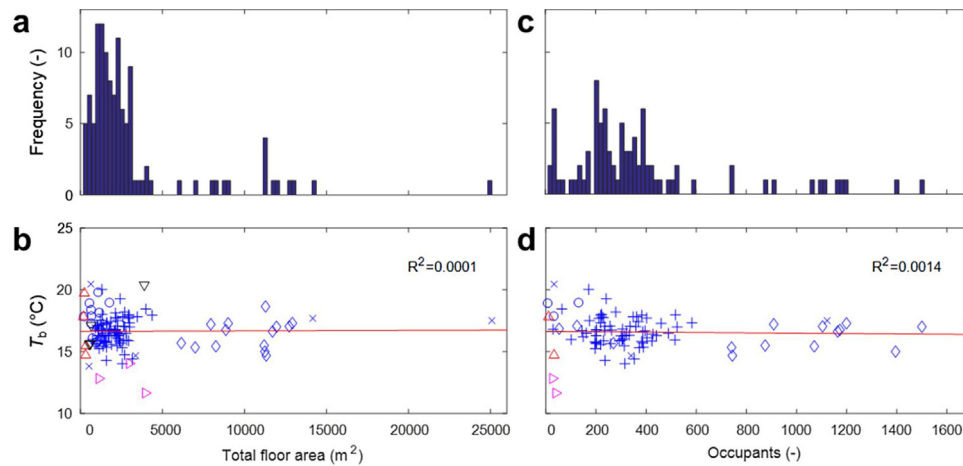 a
c
10
5
0
Frequency (-)
b
d
25
20
15
10
T_b (°C)
R²=0.0001
R²=0.0014
0 5000 10000 15000 20000 25000
0 200 400 600 800 1000 1200 1400 1600
Total floor area (m²)
Occupants (-)